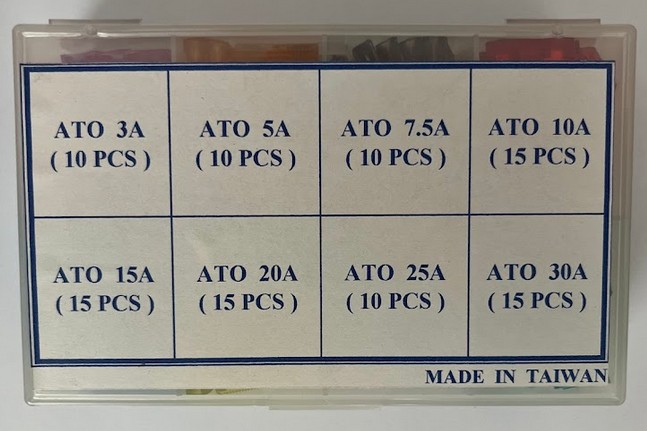 ATO 3A
( 10 PCS )
ATO 5A
( 10 PCS )
ATO 7.5A
( 10 PCS )
ATO 10A
( 15 PCS )
ATO 15A
( 15 PCS )
ATO 20A
( 15 PCS )
ATO 25A
( 10 PCS )
ATO 30A
( 15 PCS )
MADE IN TAIWAN